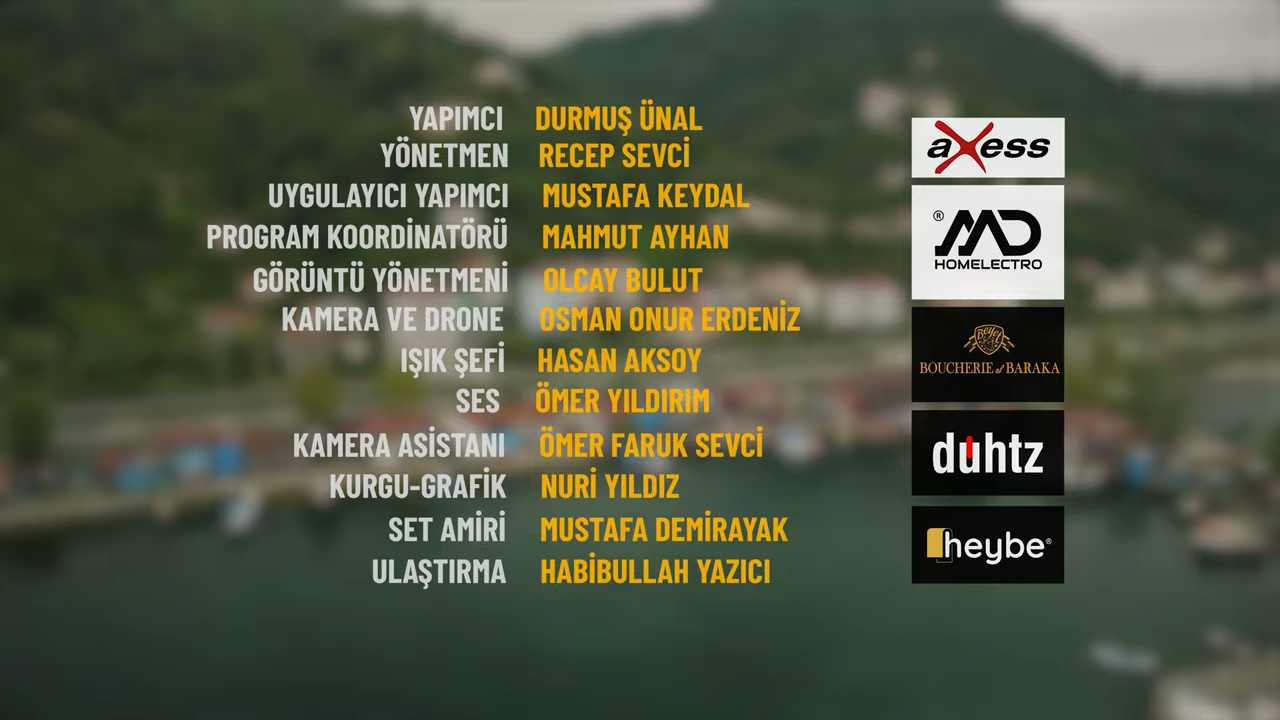 YAPIMCI DURMUŞ ÜNAL
YÖNETMEN RECEP SEVCİ
UYGULAYICI YAPIMCI MUSTAFA KEYDAL
PROGRAM KOORDİNATÖRÜ MAHMUT AYHAN
GÖRÜNTÜ YÖNETMENİ OLCAY BULUT
KAMERA VE DRONE OSMAN ONUR ERDENİZ
IŞIK ŞEFİ HASAN AKSOY
SES ÖMER YILDIRIM
KAMERA ASİSTANI ÖMER FARUK SEVCİ
KURGU-GRAFİK NURİ YILDIZ
SET AMİRİ MUSTAFA DEMİRAYAK
ULAŞTIRMA HABİBULLAH YAZICI
axess
® MD
HOMELECTRO
BEYET
BOUCHERIE et BARAKA
duhtz
heybe®